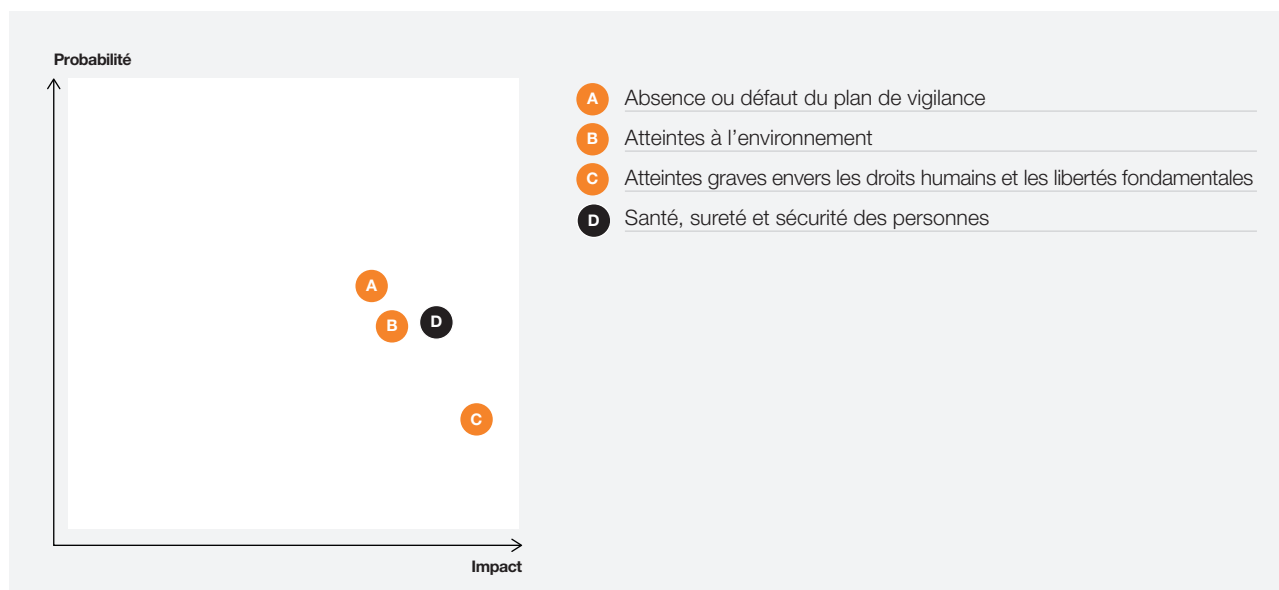 Probabilité
A Absence ou défaut du plan de vigilance
B Atteintes à l'environnement
C Atteintes graves envers les droits humains et les libertés fondamentales
D Santé, sureté et sécurité des personnes
A
B D
C
Impact